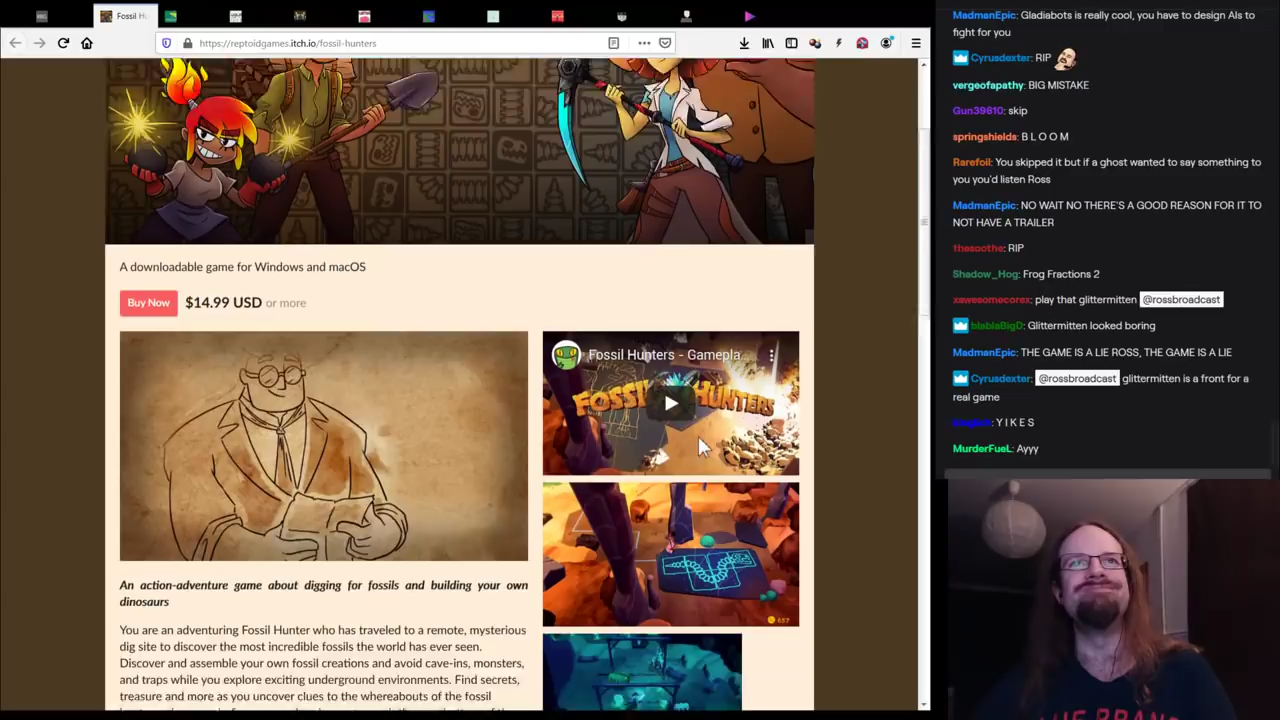 Fossil Hu
https://reptoidgames.itch.io/fossil-hunters
A downloadable game for Windows and macOS
Buy Now $14.99 USD or more
Fossil Hunters - Gamepla...
FOSSIL HUNTERS
657
An action-adventure game about digging for fossils and building your own
dinosaurs
You are an adventuring Fossil Hunter who has traveled to a remote, mysterious
dig site to discover the most incredible fossils the world has ever seen.
Discover and assemble your own fossil creations and avoid cave-ins, monsters,
and traps while you explore exciting underground environments. Find secrets,
treasure and more as you uncover clues to the whereabouts of the fossil
MadmanEpic: Gladiabots is really cool, you have to design AIs to
fight for you
Cyrusdexter: RIP
vergeofapathy: BIG MISTAKE
Gun39610: skip
springshields: B L O O M
Rarefoil: You skipped it but if a ghost wanted to say something to
you you'd listen Ross
MadmanEpic: NO WAIT NO THERE'S A GOOD REASON FOR IT TO
NOT HAVE A TRAILER
thesoothe: RIP
Shadow_Hog: Frog Fractions 2
xawesomecorex: play that glittermitten @rossbroadcast
blablaBigD: Glittermitten looked boring
MadmanEpic: THE GAME IS A LIE ROSS, THE GAME IS A LIE
Cyrusdexter: @rossbroadcast glittermitten is a front for a
real game
Y I K E S
MurderFueL: Ayyy